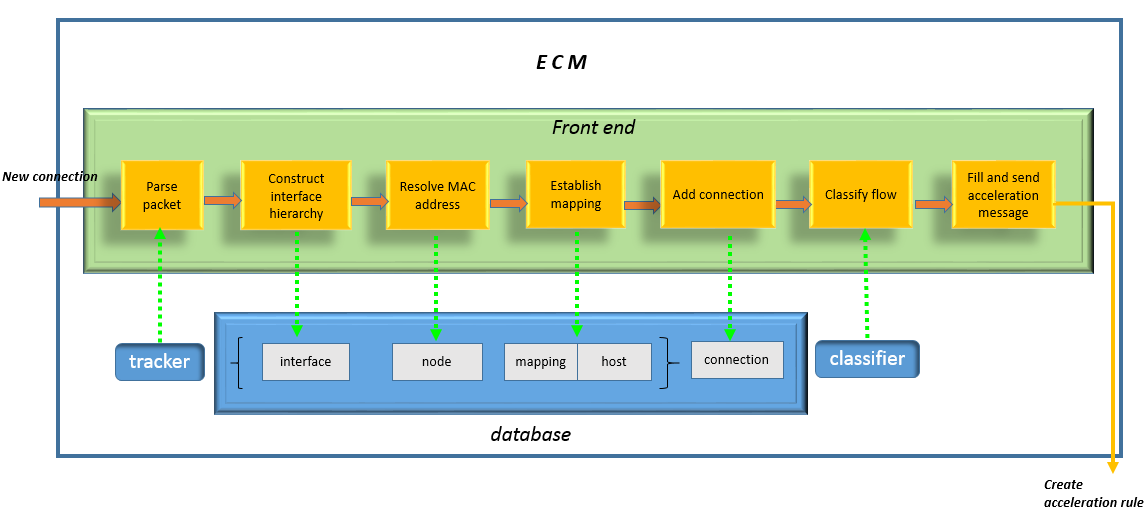 E C M
Front end
New connection
Parse
packet
Construct
interface
hierarchy
Resolve MAC
address
Establish
mapping
Add connection
Classify flow
Fill and send
acceleration
message
tracker
interface
node
mapping
host
connection
classifier
database
Create
acceleration rule